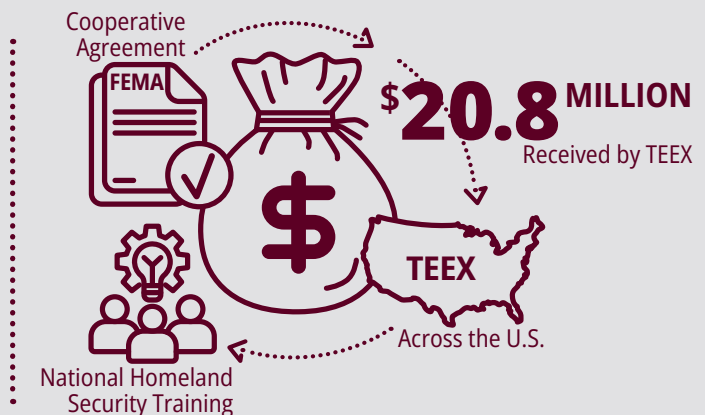 Cooperative
Agreement
FEMA
$20.8 MILLION
Received by TEEX
$
TEEX
Across the U.S.
National Homeland
Security Training